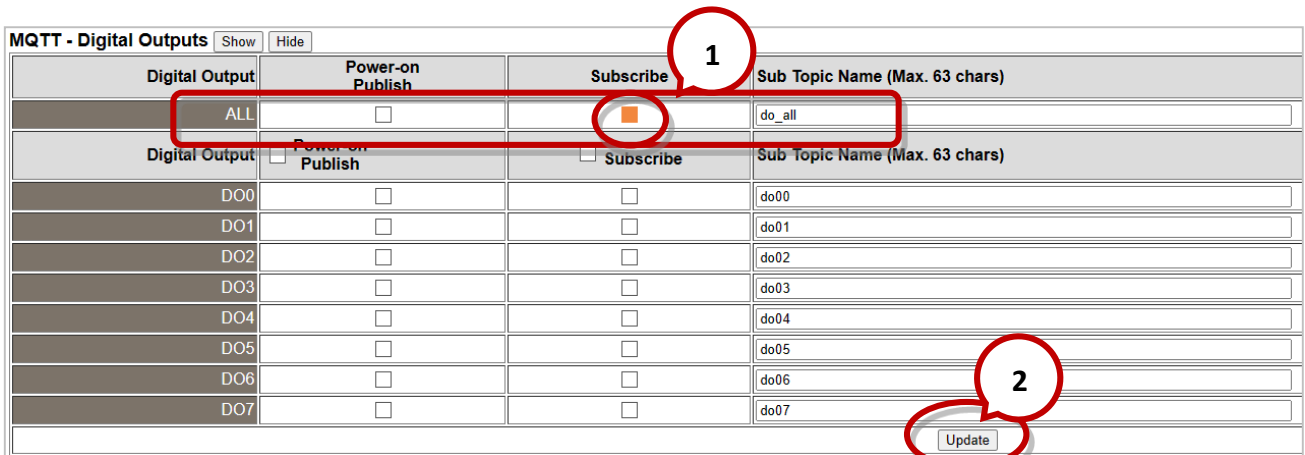 MQTT - Digital Outputs Show Hide
1
Digital Output Power-on Publish Subscribe Sub Topic Name (Max. 63 chars)
ALL do_all
Digital Output Power-on Publish Subscribe Sub Topic Name (Max. 63 chars)
DO0 do00
DO1 do01
DO2 do02
DO3 do03
DO4 do04
DO5 do05
DO6 do06
2
DO7 do07
Update